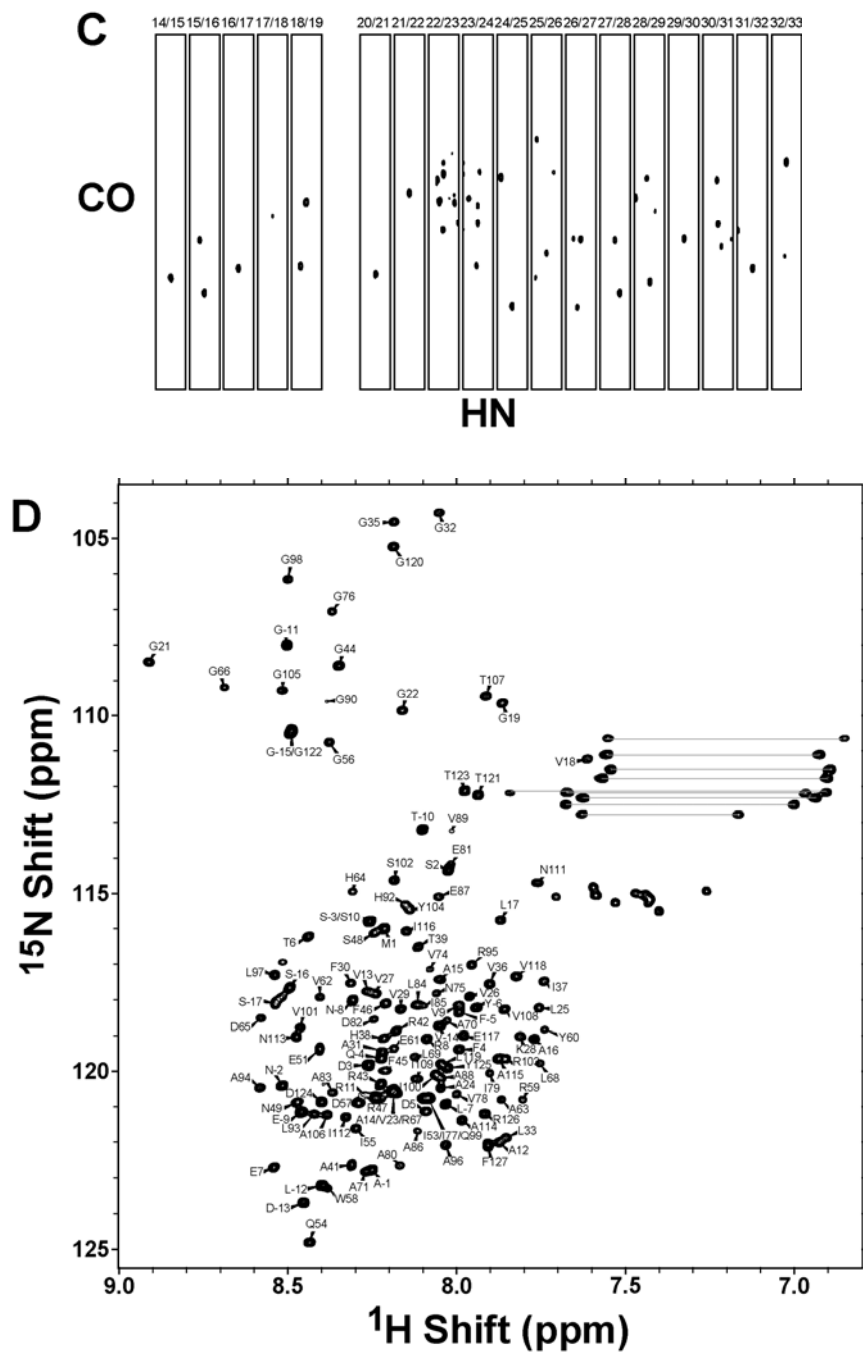 C
14/15 15/16 16/17 17/18 18/19 20/21 21/22 22/23 23/24 24/25 25/26 26/27 27/28 28/29 29/30 30/31 31/32 32/33
CO
HN
D
105
110
115
120
125
15N Shift (ppm)
9.0 8.5 8.0 7.5 7.0
1H Shift (ppm)
G35
G32
G120
G98
G76
G-11
G21
G44
G66
G105
G90
G22
T107
G19
G-15/G122
G56
V18
T123
T121
T-10
V89
S2
E81
S102
H64
E87
N111
H92
Y104
L17
S-3/S10
I116
S48
M1
T39
T6
V74
R95
A15
L97
S-16
F30
V13
V27
L84
N75
V36
V118
I37
V62
S-17
V29
I85
V26
Y-6
N-8
F46
V9
F-5
V108
L25
D65
V101
D82
R42
A70
N113
H38
E61
V-14
E117
Y60
E51
D3
Q-4
F45
L69
R8
F4
K28
A16
A31
L119
Y125
R103
L68
N-2
A83
R43
I109
I100
A88
I79
A115
A94
R11
A24
R59
D124
D57
R47
D5
V78
A63
N49
L-7
E-9
A14/V23/R67
A114
R126
L33
L93
A106
I112
I55
A86
I53/I77/Q99
A12
A96
F127
E7
A41
A80
A71
A-1
L-12
W58
D-13
Q54